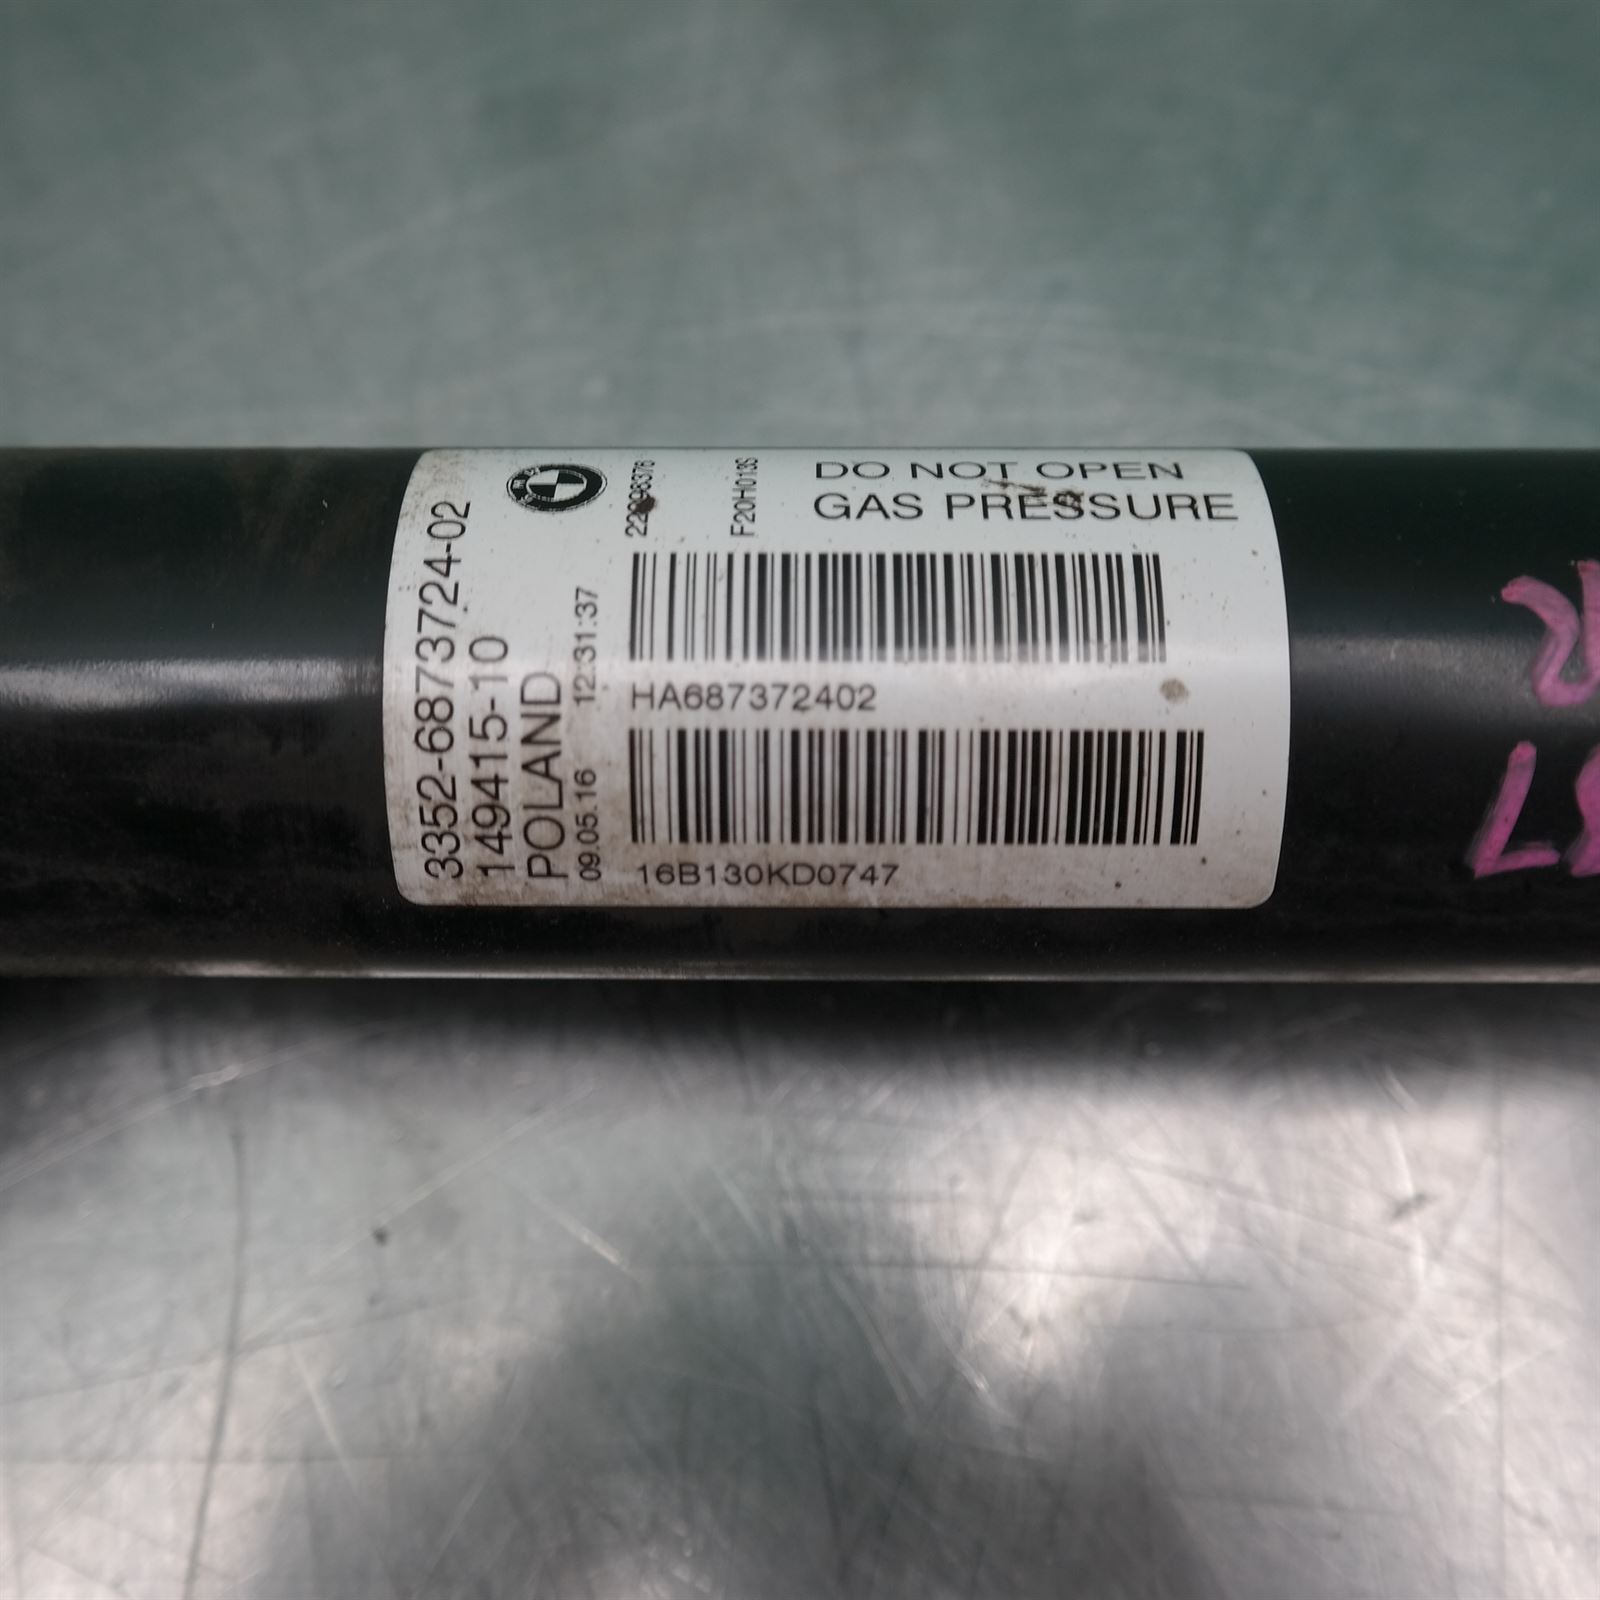 3352-6873724-02
149415-10
POLAND
09.05.16 12:31:37
BMW
F20H013S
DO NOT OPEN
GAS PRESSURE
HA687372402
16B130KD0747
R